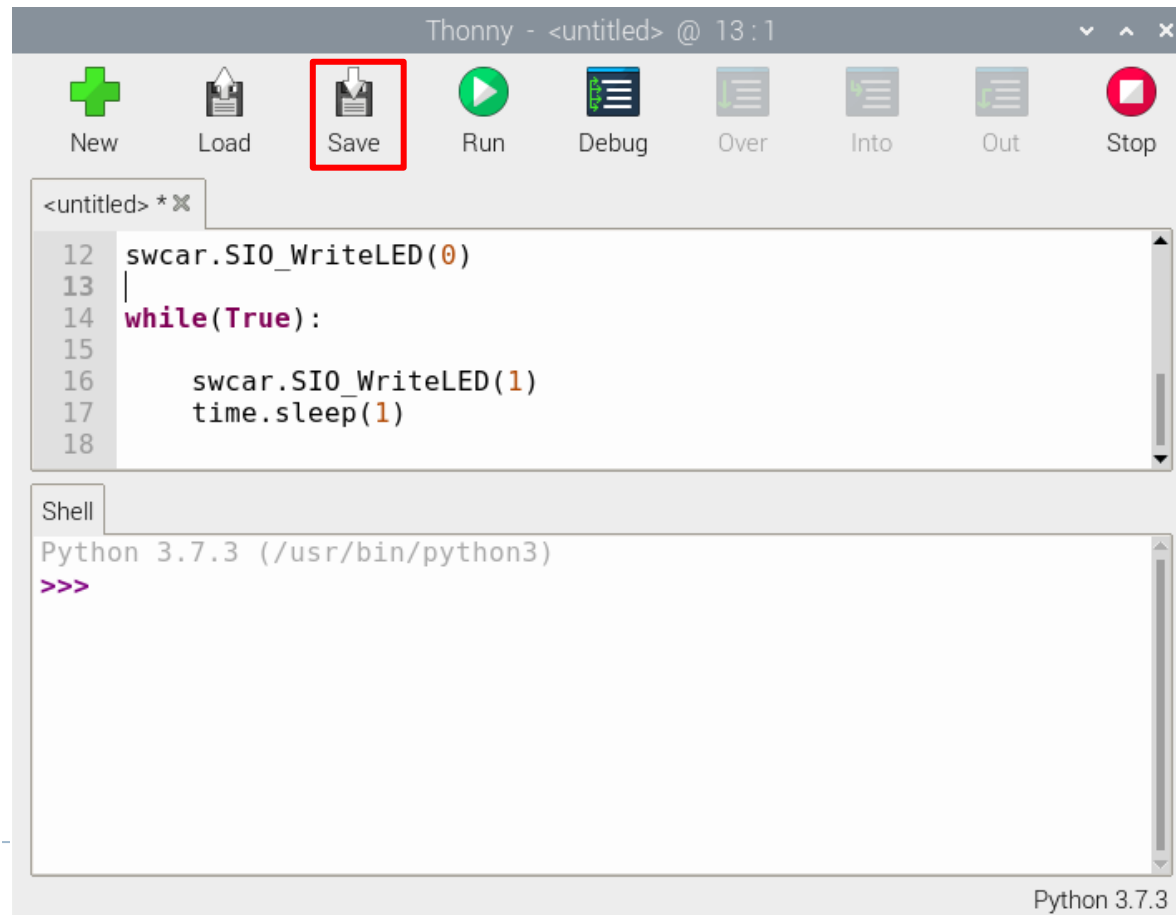 Thonny - <untitled> @ 13 : 1
New Load Save Run Debug Over Into Out Stop
<untitled> *
12 swcar.SIO_WriteLED(0)
13
14 while(True):
15
16 swcar.SIO_WriteLED(1)
17 time.sleep(1)
18
Shell
Python 3.7.3 (/usr/bin/python3)
>>>
Python 3.7.3